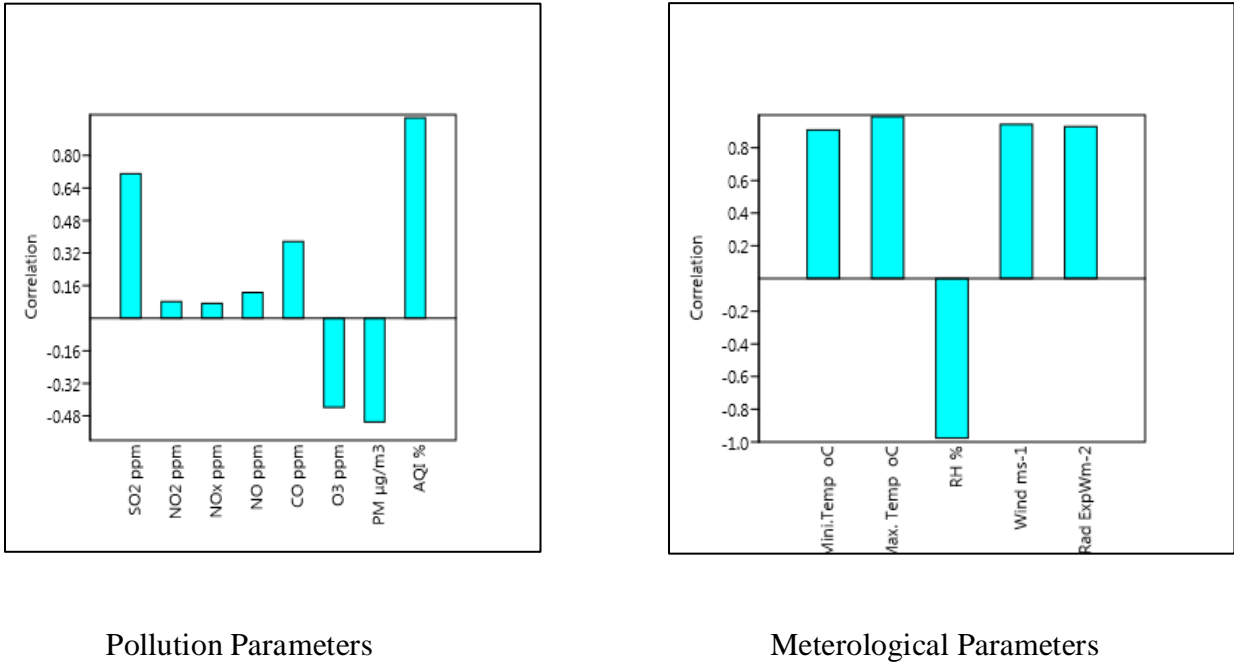 Correlation
0.80
0.64
0.48
0.32
0.16
-0.16
-0.32
-0.48
SO2 ppm
NO2 ppm
NOx ppm
NO ppm
CO ppm
O3 ppm
PM µg/m3
AQI %
Correlation
0.8
0.6
0.4
0.2
-0.2
-0.4
-0.6
-0.8
-1.0
Mini.Temp oC
Max. Temp oC
RH %
Wind ms-1
Rad ExpWm-2
Pollution Parameters
Meterological Parameters